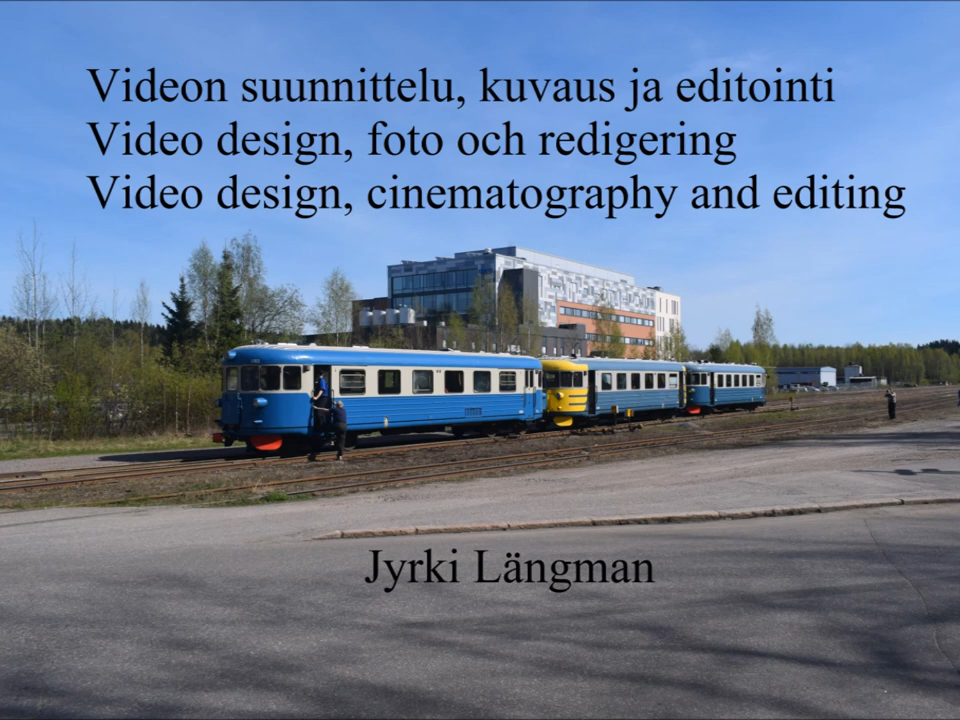 Videon suunnittelu, kuvaus ja editointi
Video design, foto och redigering
Video design, cinematography and editing
Jyrki Längman